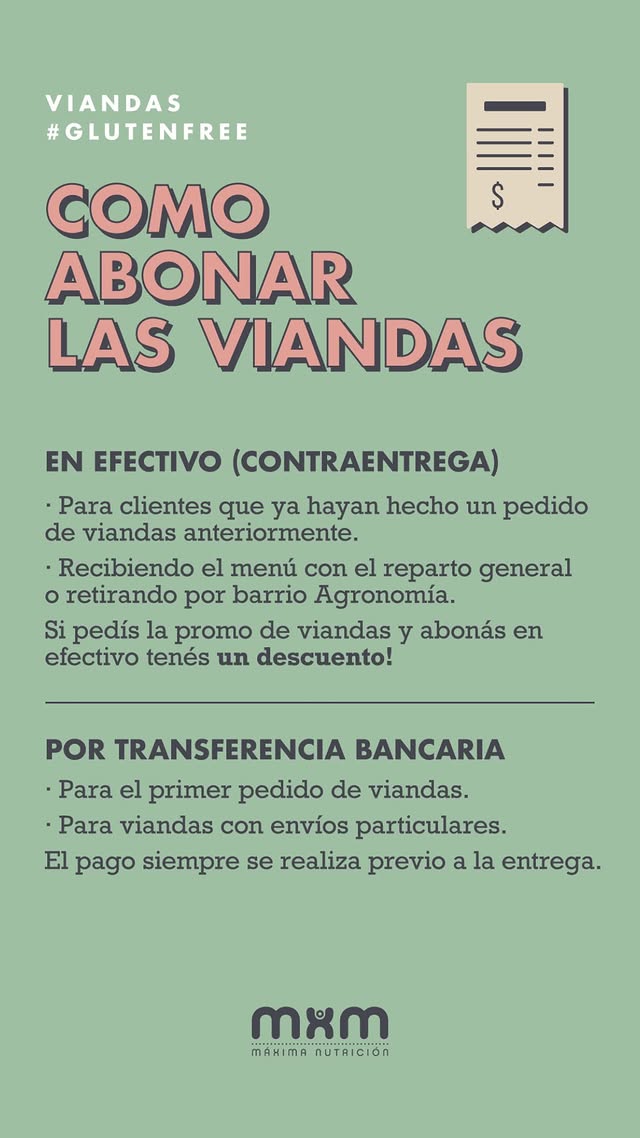 VIANDAS
#GLUTENFREE
$
COMO
ABONAR
LAS VIANDAS
EN EFECTIVO (CONTRAENTREGA)
· Para clientes que ya hayan hecho un pedido
de viandas anteriormente.
· Recibiendo el menú con el reparto general
o retirando por barrio Agronomía.
Si pedís la promo de viandas y abonás en
efectivo tenés un descuento!
POR TRANSFERENCIA BANCARIA
· Para el primer pedido de viandas.
· Para viandas con envíos particulares.
El pago siempre se realiza previo a la entrega.
mxm
MÁXIMA NUTRICIÓN